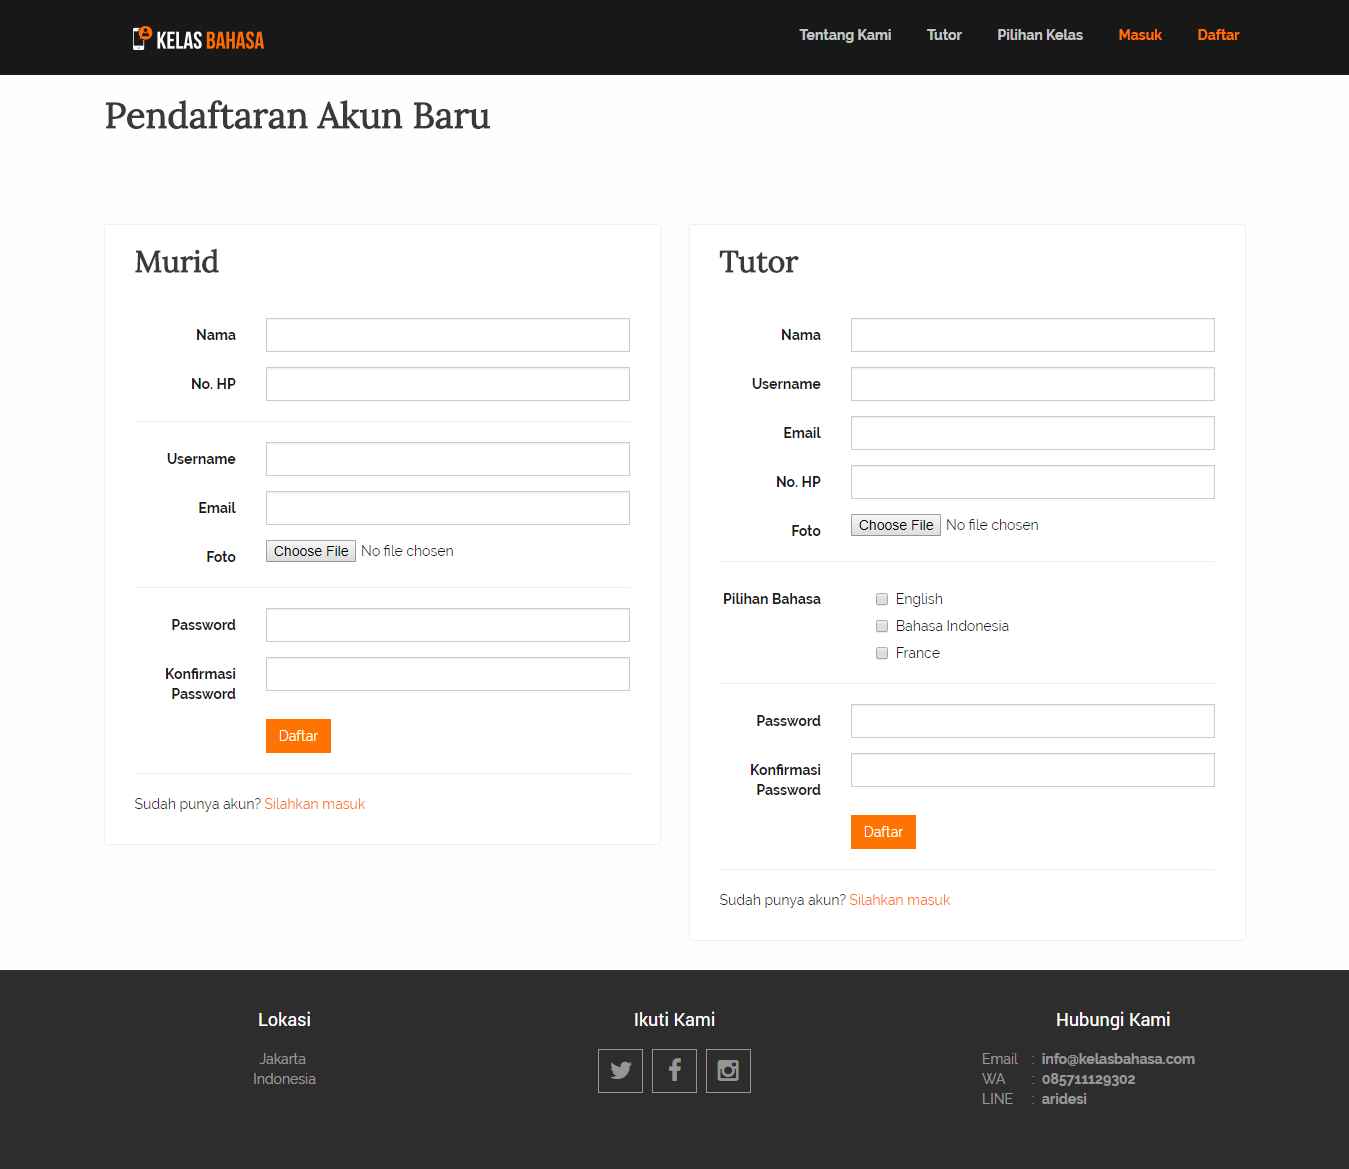 KELAS BAHASA
Tentang Kami Tutor Pilihan Kelas Masuk Daftar
Pendaftaran Akun Baru
Murid
Nama
No. HP
Username
Email
Foto Choose File No file chosen
Password
Konfirmasi
Password
Daftar
Sudah punya akun? Silahkan masuk
Tutor
Nama
Username
Email
No. HP
Foto Choose File No file chosen
Pilihan Bahasa English
Bahasa Indonesia
France
Password
Konfirmasi
Password
Daftar
Sudah punya akun? Silahkan masuk
Lokasi
Jakarta
Indonesia
Ikuti Kami
Hubungi Kami
Email : info@kelasbahasa.com
WA : 085711129302
LINE : aridesi